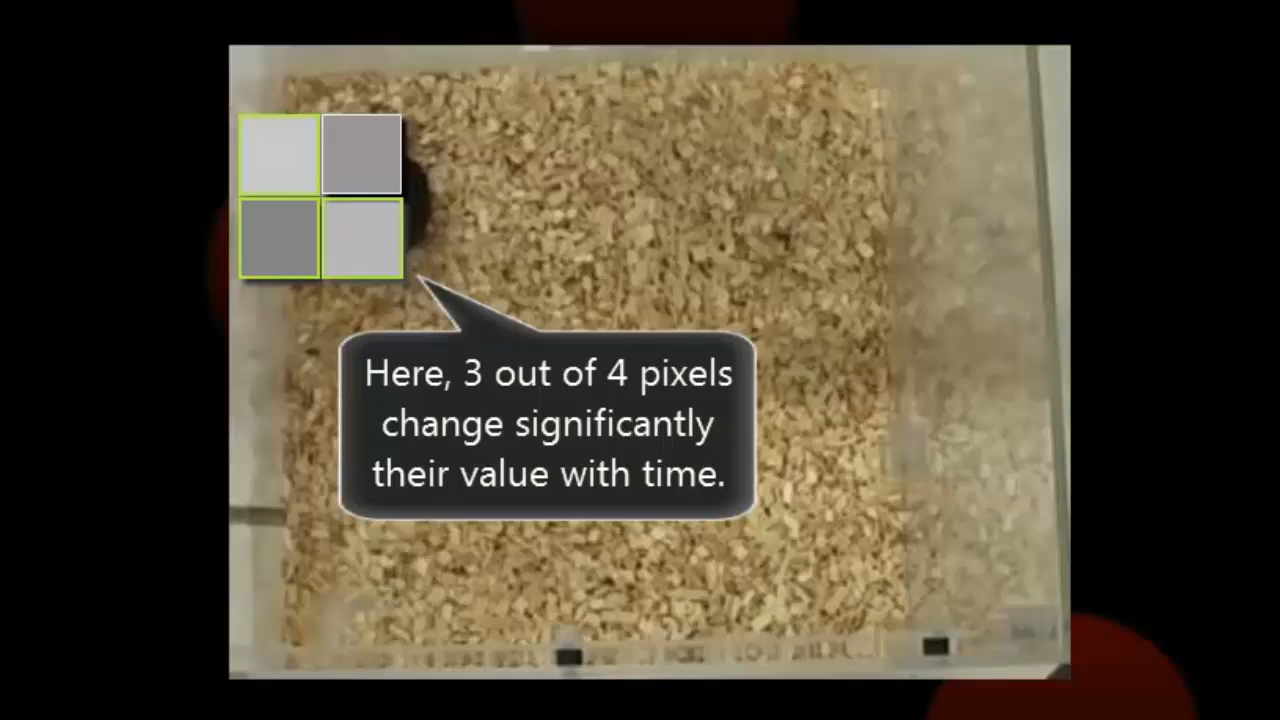 Here, 3 out of 4 pixels
change significantly
their value with time.